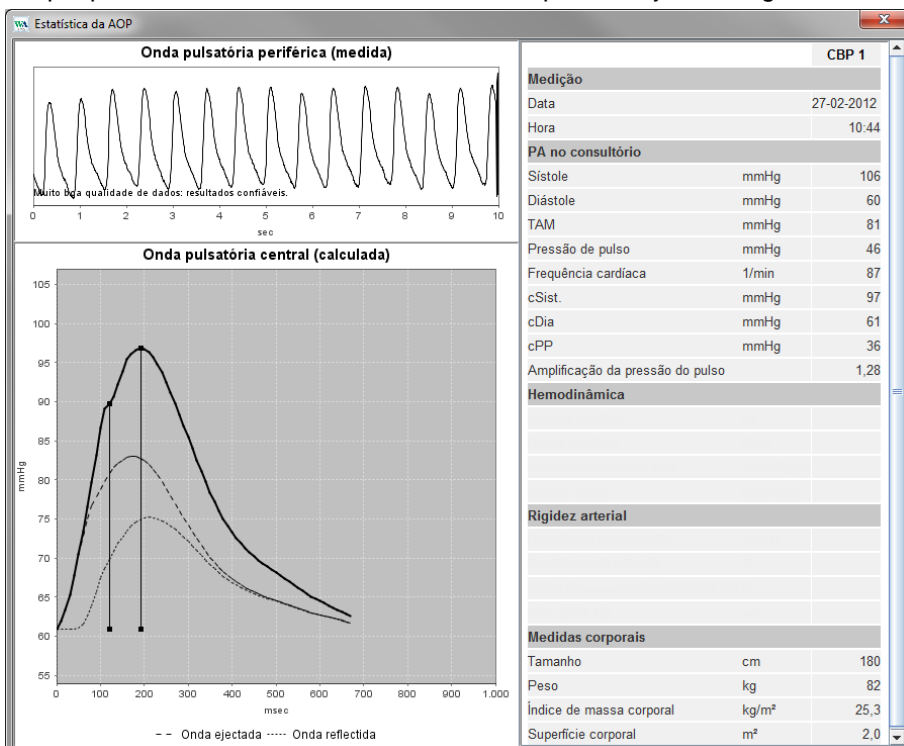 WA Estatística da AOP
Onda pulsatória periférica (medida)
Muito boa qualidade de dados: resultados confiáveis.
0 1 2 3 4 5 6 7 8 9 10
sec
Onda pulsatória central (calculada)
105
100
95
90
85
80
75
70
65
60
55
mmHg
0 100 200 300 400 500 600 700 800 900 1.000
msec
Onda ejectada Onda reflectida
CBP 1
Medição
Data 27-02-2012
Hora 10:44
PA no consultório
Sístole mmHg 106
Diástole mmHg 60
TAM mmHg 81
Pressão de pulso mmHg 46
Frequência cardíaca 1/min 87
cSist. mmHg 97
cDia mmHg 61
cPP mmHg 36
Amplificação da pressão do pulso 1,28
Hemodinâmica
Rigidez arterial
Medidas corporais
Tamanho cm 180
Peso kg 82
Índice de massa corporal kg/m² 25,3
Superfície corporal m² 2,0